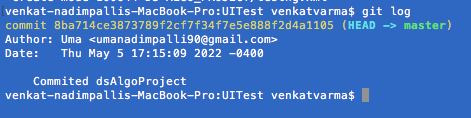 venkat-nadimpallis-MacBook-Pro:UITest venkatvarma$ git log
commit 8ba714ce3873789f2cf7f34f7e5e888f2d4a1105 (HEAD -> master)
Author: Uma <umanadimpalli90@gmail.com>
Date:   Thu May 5 17:15:09 2022 -0400
    Commited dsAlgoProject
venkat-nadimpallis-MacBook-Pro:UITest venkatvarma$